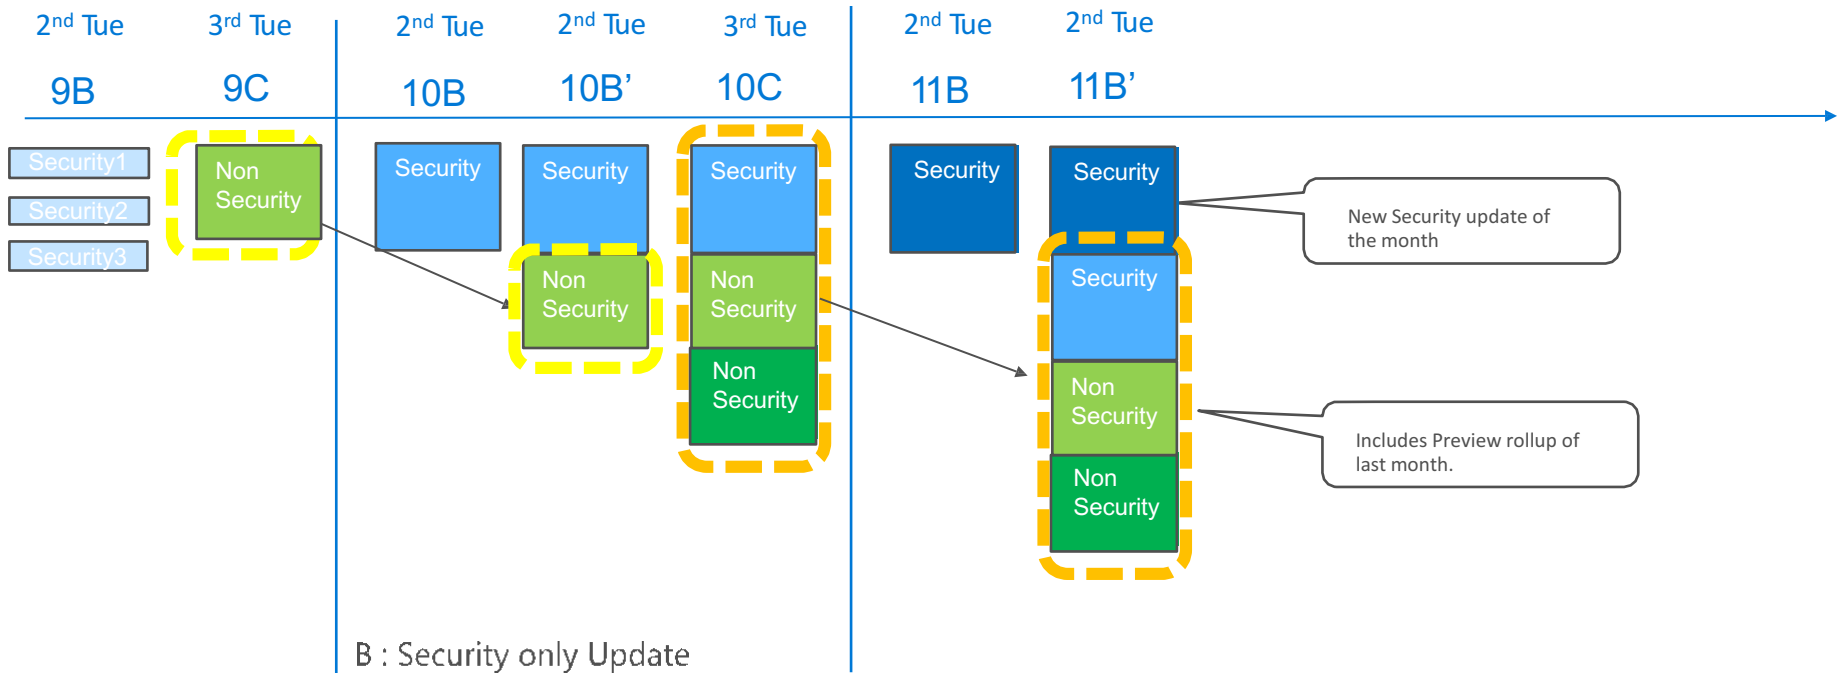 2nd Tue
3rd Tue
2nd Tue
2nd Tue
3rd Tue
2nd Tue
2nd Tue
9B
9C
10B
10B’
10C
11B
11B’
Security1
Security2
Security3
Non
Security
Security
Security
Non
Security
Security
Non
Security
Non
Security
Security
Security
Security
Non
Security
Non
Security
New Security update of
the month
Includes Preview rollup of
last month.
B : Security only Update